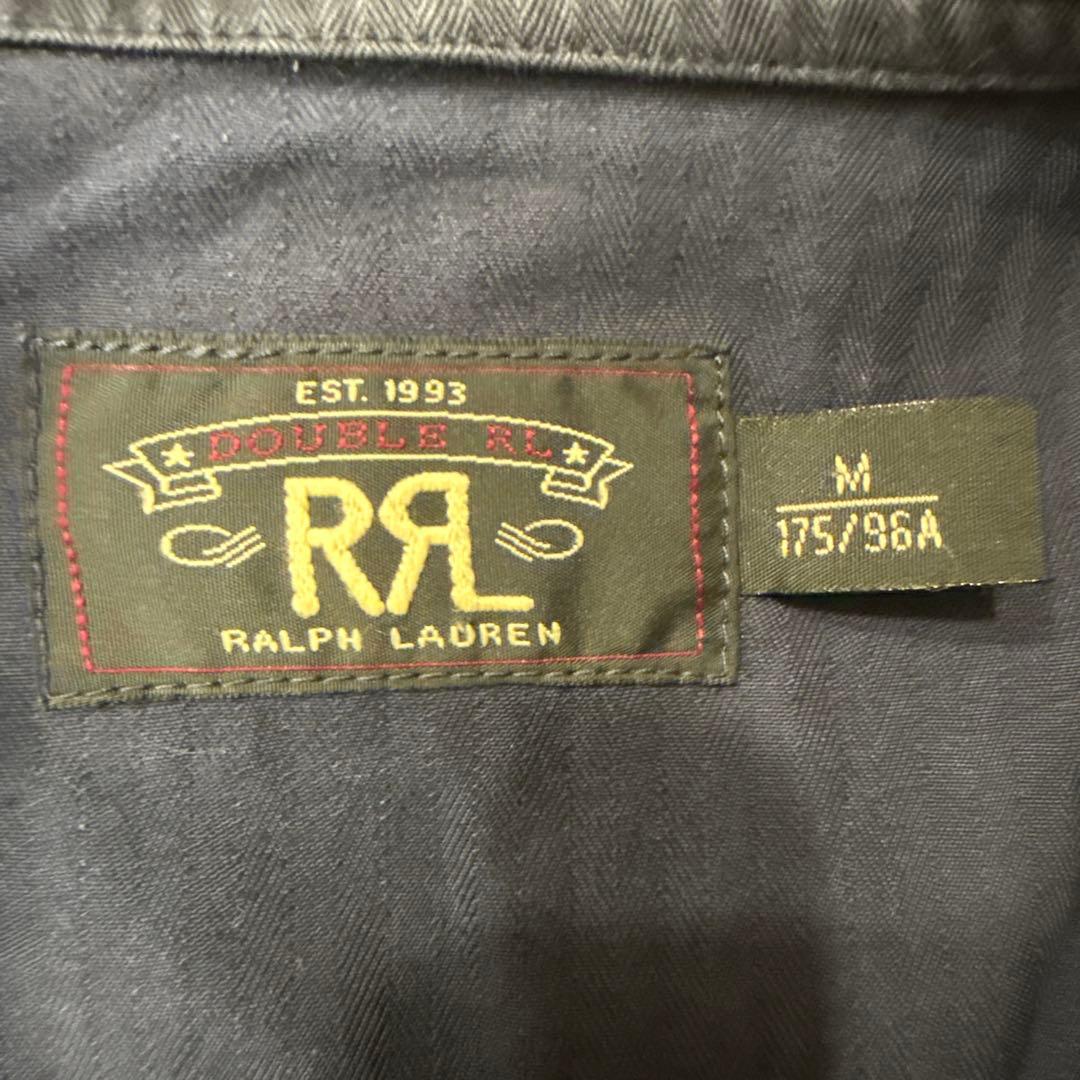 EST. 1993
DOUBLE RL
RRL
RALPH LAUREN
M
175/96A